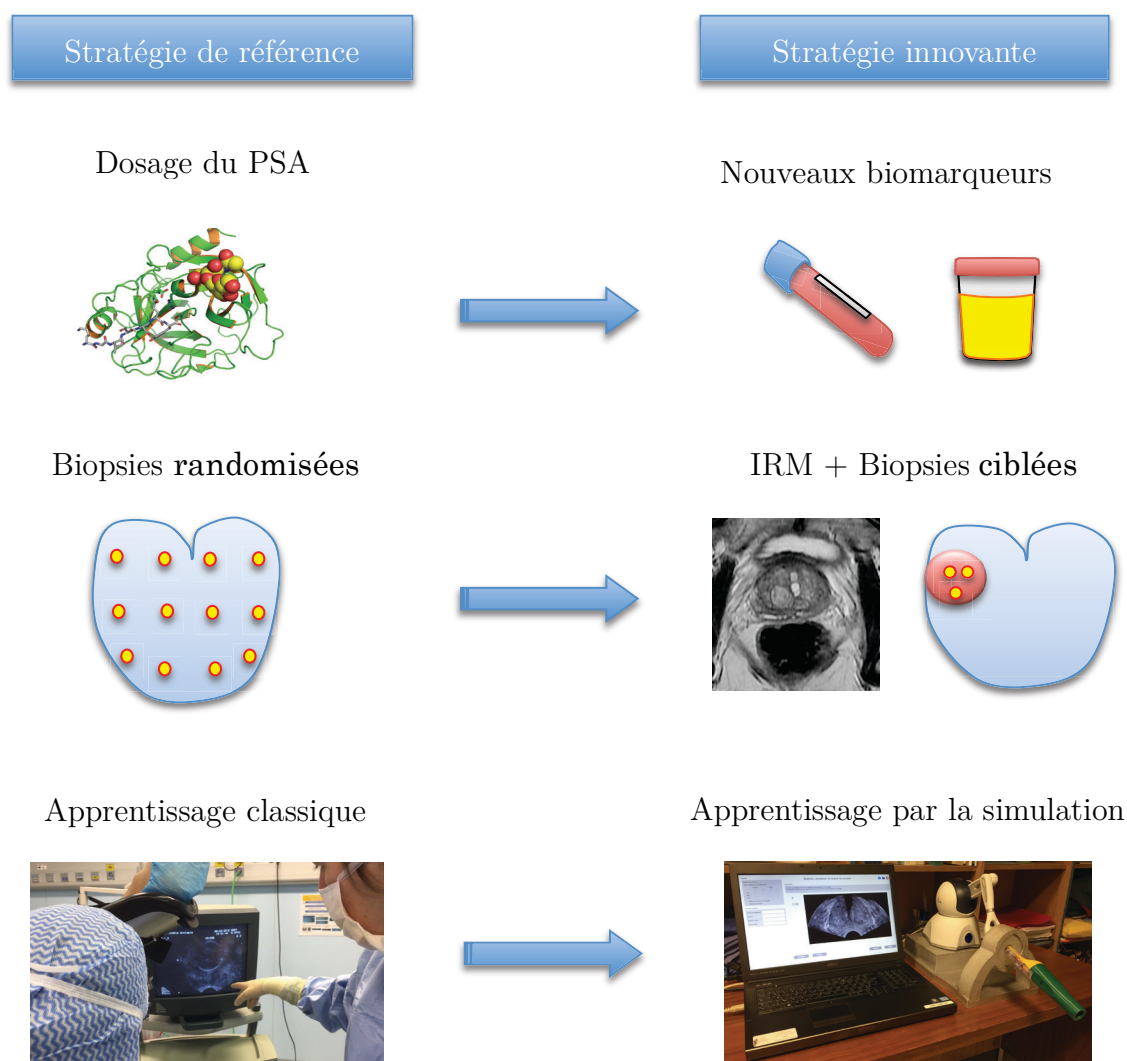 Stratégie de référence
Stratégie innovante
Dosage du PSA
Nouveaux biomarqueurs
Biopsies randomisées
IRM + Biopsies ciblées
Apprentissage classique
Apprentissage par la simulation